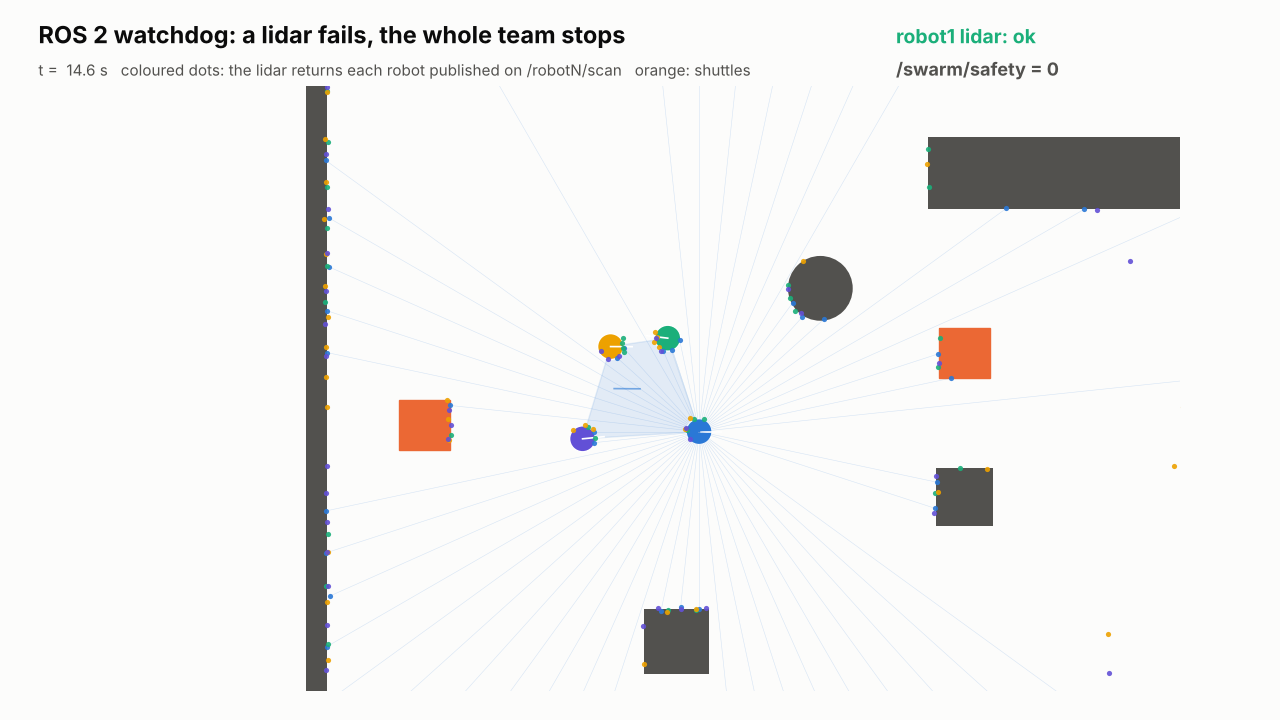 ROS 2 watchdog: a lidar fails, the whole team stops
robot1 lidar: ok
t =  14.6 s   coloured dots: the lidar returns each robot published on /robotN/scan   orange: shuttles
/swarm/safety = 0